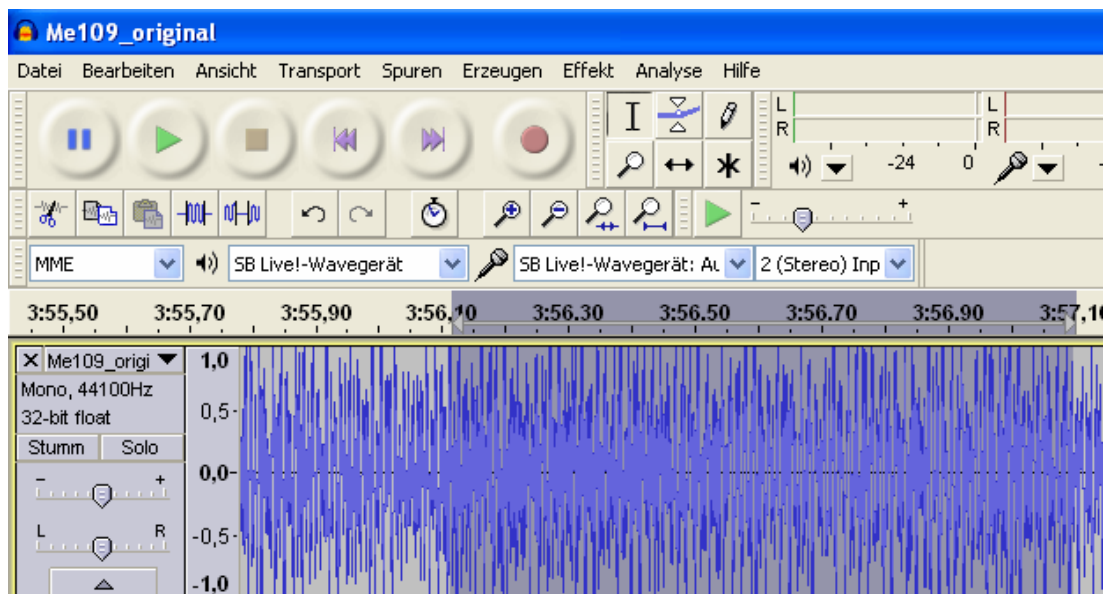 Me109_original
Datei Bearbeiten Ansicht Transport Spuren Erzeugen Effekt Analyse Hilfe
L L
R R
-24 0
- +
MME SB Live!-Wavegerät SB Live!-Wavegerät: Au 2 (Stereo) Inp
3:55,50 3:55,70 3:55,90 3:56,10 3:56.30 3:56.50 3:56.70 3:56.90 3:57,10
Me109_origi 1,0
Mono, 44100Hz
32-bit float 0,5
Stumm Solo
- + 0,0
L R -0,5
-1,0